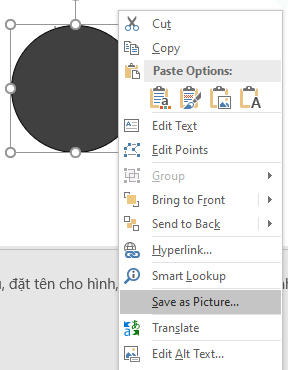 Cut
Copy
Paste Options:
A
Edit Text
Edit Points
Group
Bring to Front
Send to Back
Hyperlink...
Smart Lookup
, đặt tên cho hình,
Save as Picture...
Translate
Edit Alt Text...